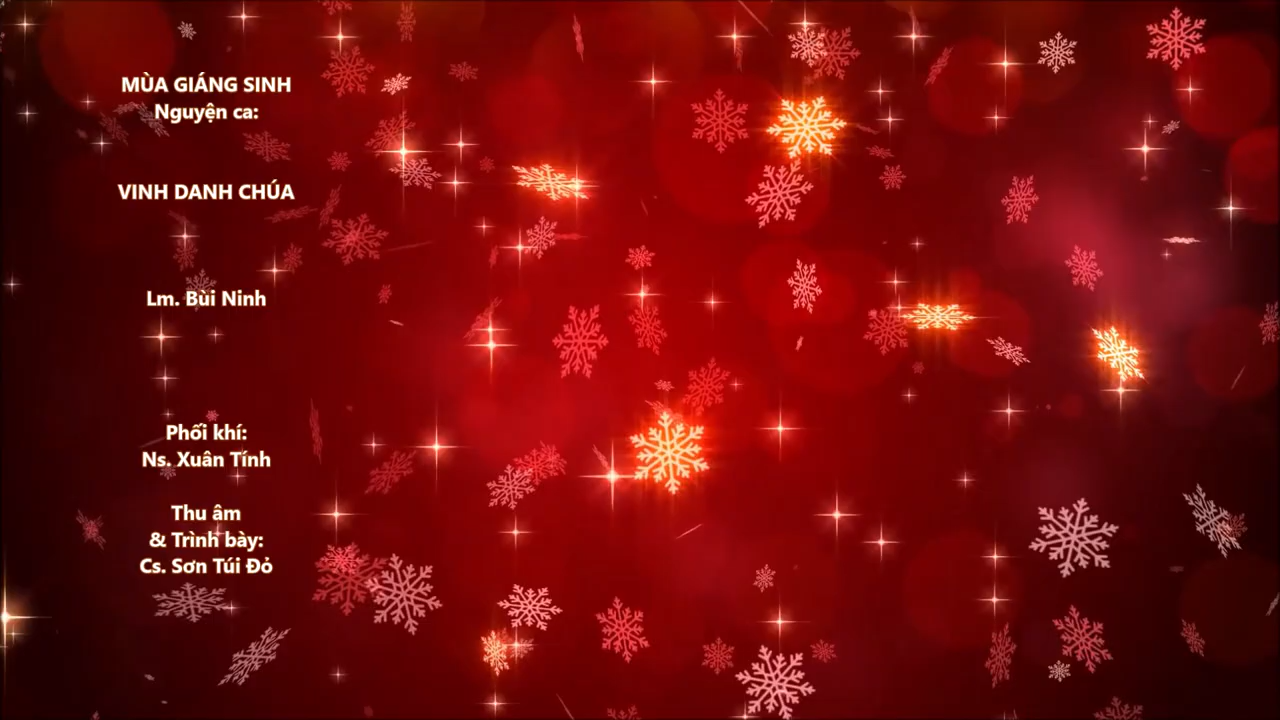 MÙA GIÁNG SINH
Nguyện ca:
VINH DANH CHÚA
Lm. Bùi Ninh
Phối khí:
Ns. Xuân Tính
Thu âm
& Trình bày:
Cs. Sơn Túi Đỏ